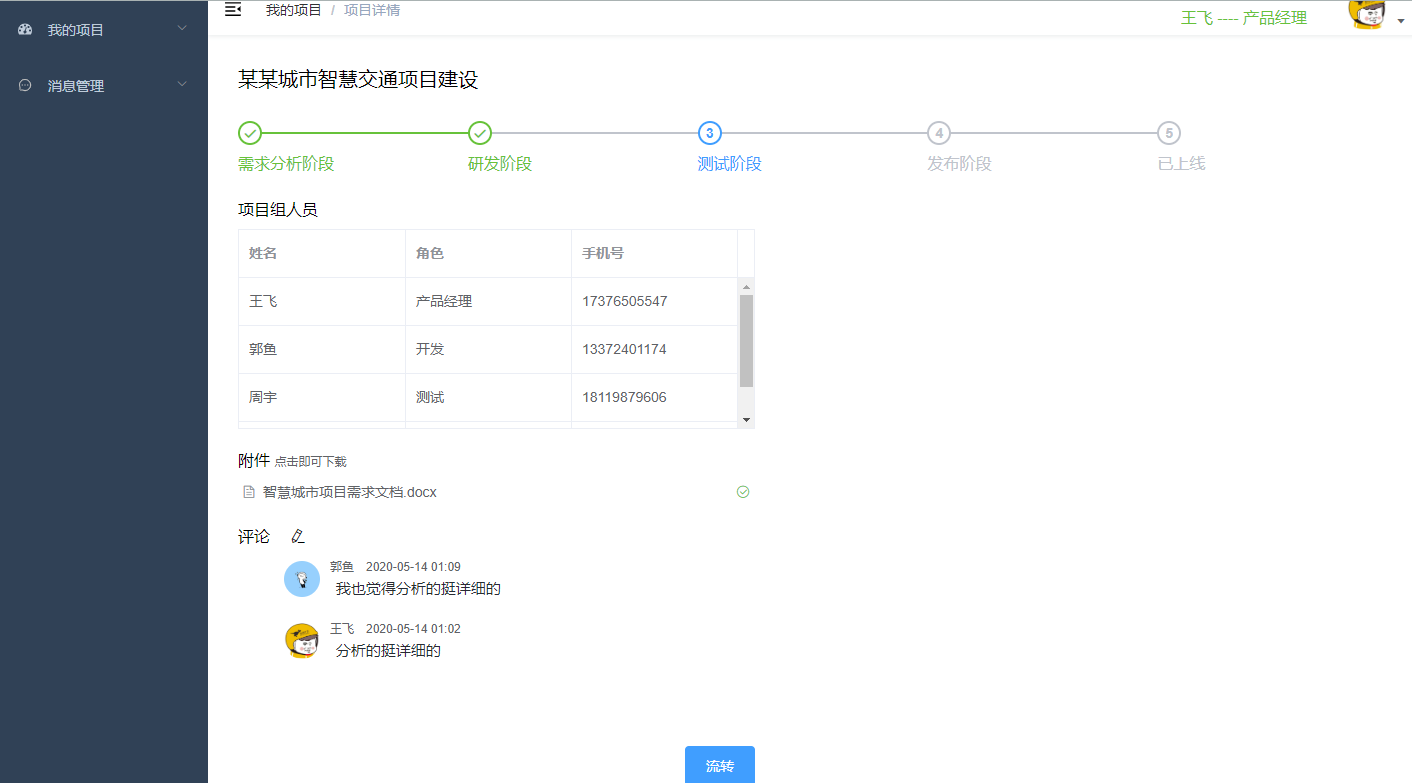 我的项目
消息管理
我的项目 / 项目详情
王飞 ---- 产品经理
某某城市智慧交通项目建设
3 4 5
需求分析阶段 研发阶段 测试阶段 发布阶段 已上线
项目组人员
姓名 角色 手机号
王飞 产品经理 17376505547
郭鱼 开发 13372401174
周宇 测试 18119879606
附件 点击即可下载
智慧城市项目需求文档.docx
评论
郭鱼 2020-05-14 01:09
我也觉得分析的挺详细的
王飞 2020-05-14 01:02
分析的挺详细的
流转